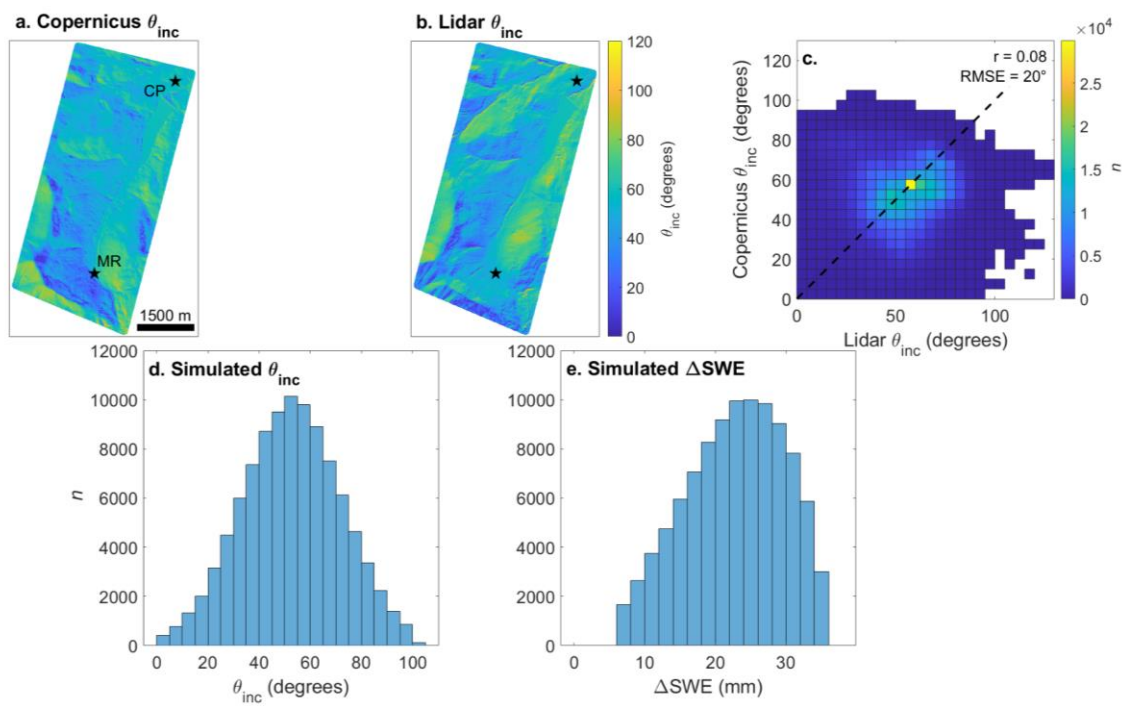 a. Copernicus θinc
CP
MR
1500 m
b. Lidar θinc
120
100
80
60
40
20
0
θinc (degrees)
c.
r = 0.08
RMSE = 20°
120
100
80
60
40
20
0
0
50
100
Copernicus θinc (degrees)
Lidar θinc (degrees)
×10⁴
2.5
2
1.5
1
0.5
0
n
d. Simulated θinc
12000
10000
8000
6000
4000
2000
0
n
0
20
40
60
80
100
θinc (degrees)
e. Simulated ΔSWE
12000
10000
8000
6000
4000
2000
0
0
10
20
30
ΔSWE (mm)